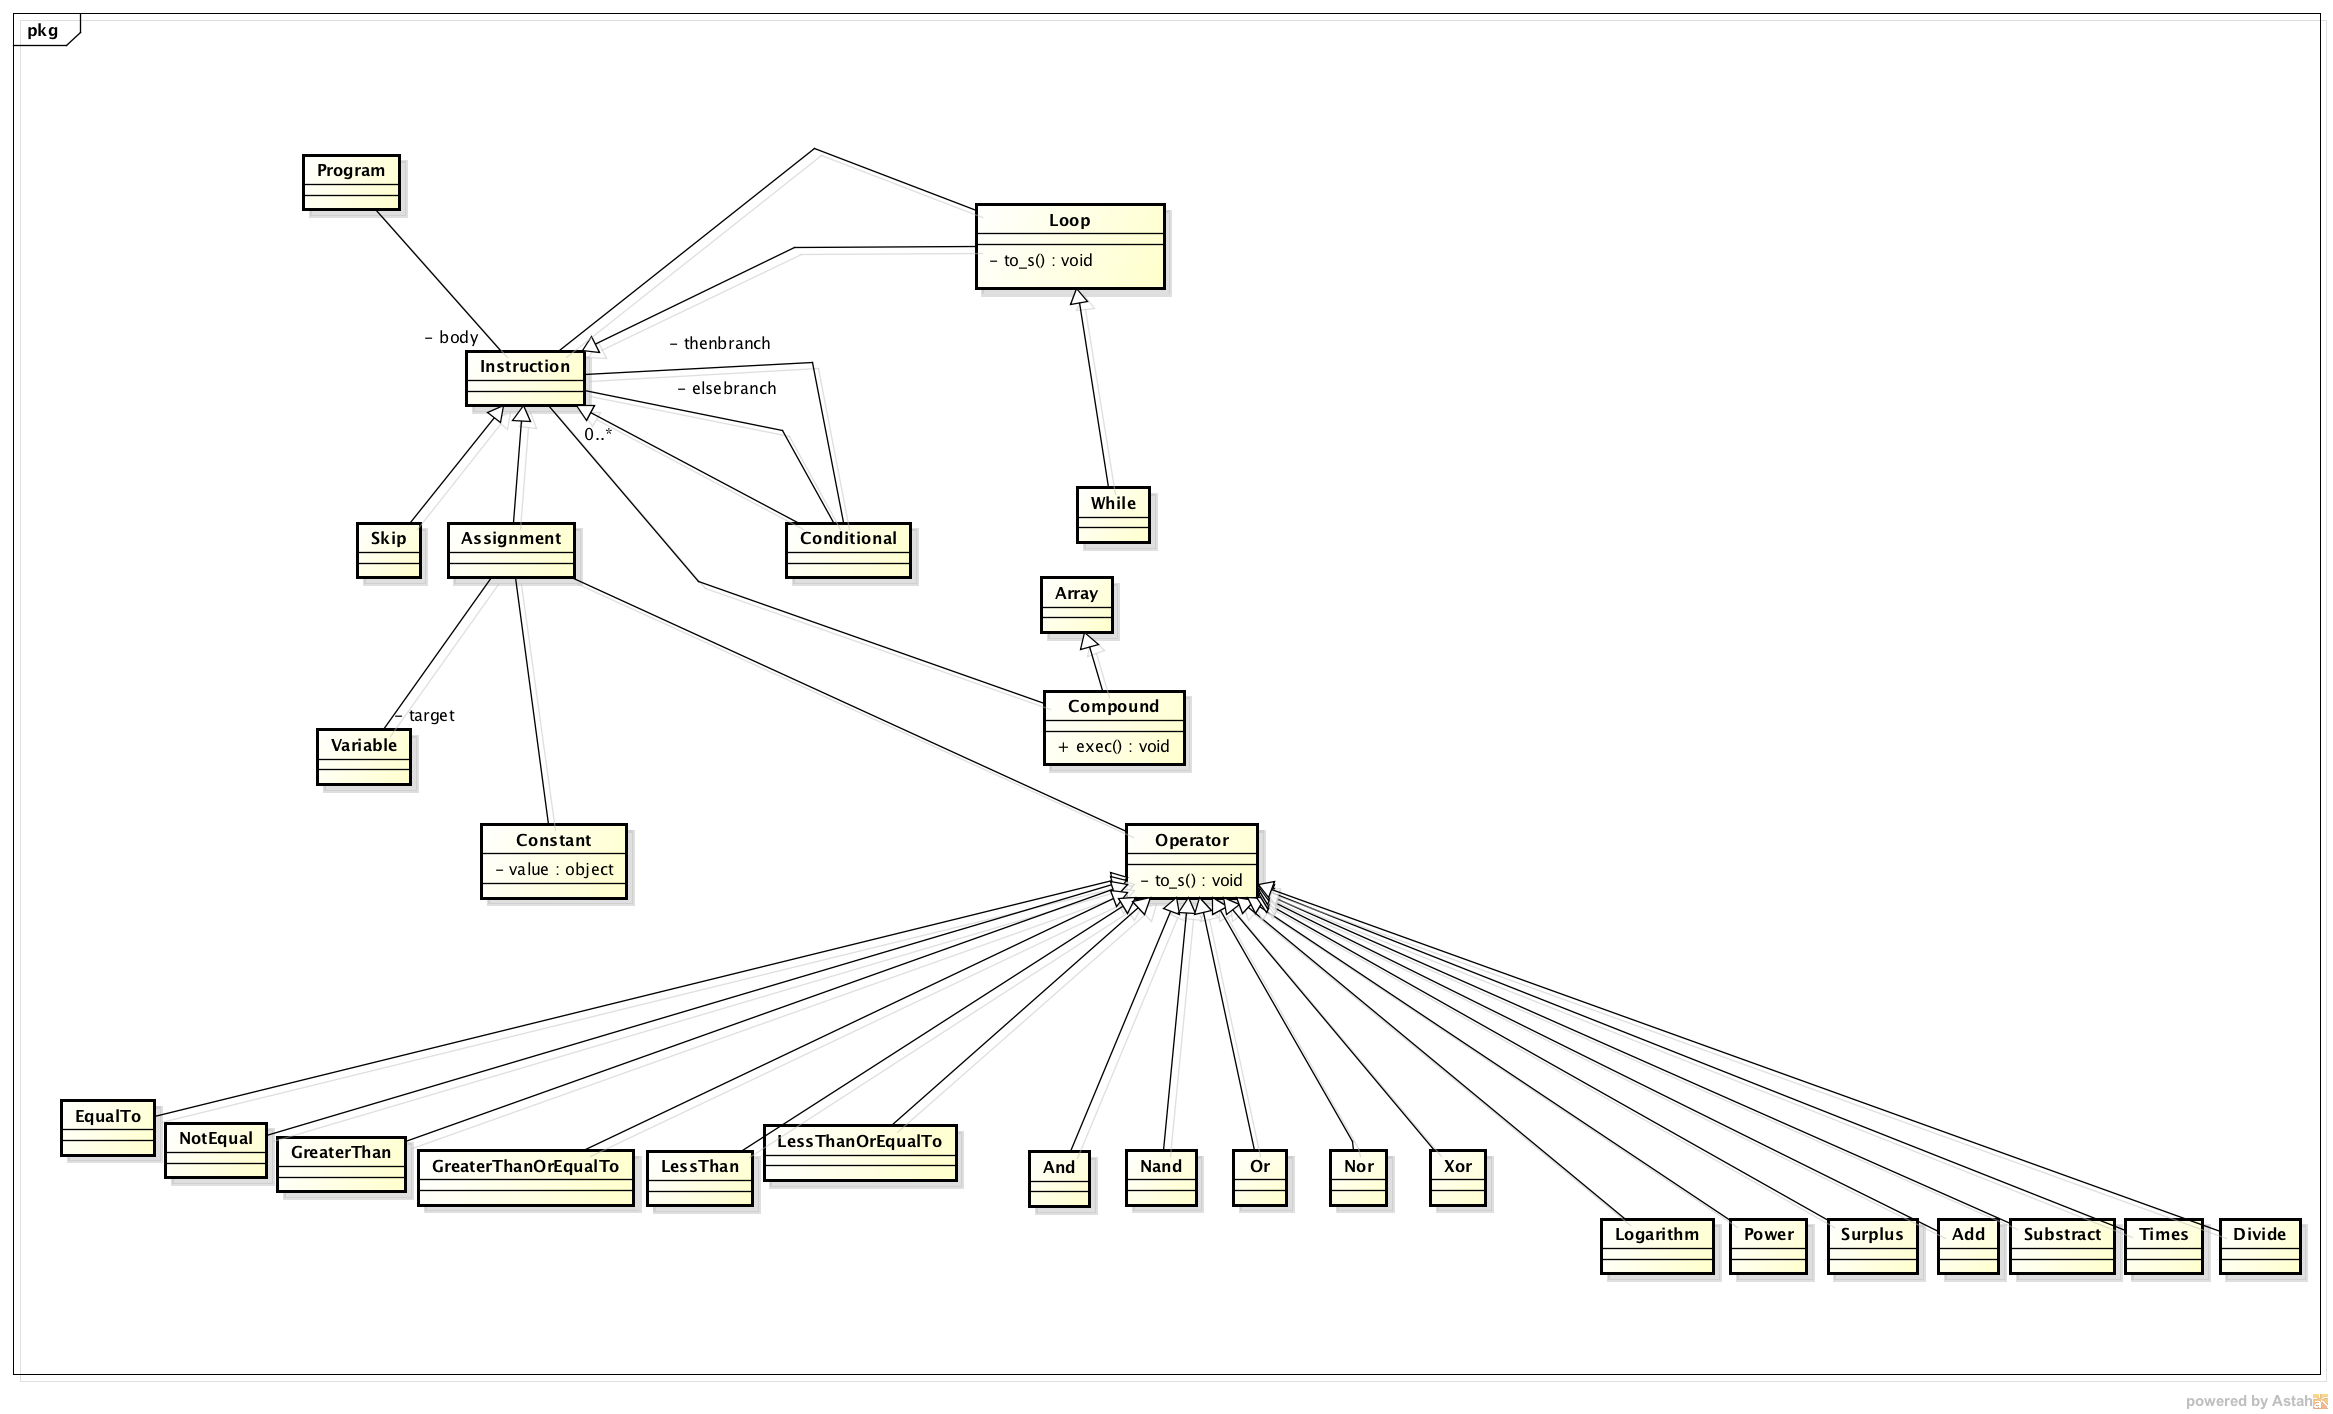 pkg
Program
Loop
- to_s() : void
- body
- thenbranch
Instruction
- elsebranch
0..*
While
Skip
Assignment
Conditional
Array
Compound
+ exec() : void
- target
Variable
Constant
- value : object
Operator
- to_s() : void
EqualTo
NotEqual
GreaterThan
GreaterThanOrEqualTo
LessThan
LessThanOrEqualTo
And
Nand
Or
Nor
Xor
Logarithm
Power
Surplus
Add
Substract
Times
Divide
powered by Astah